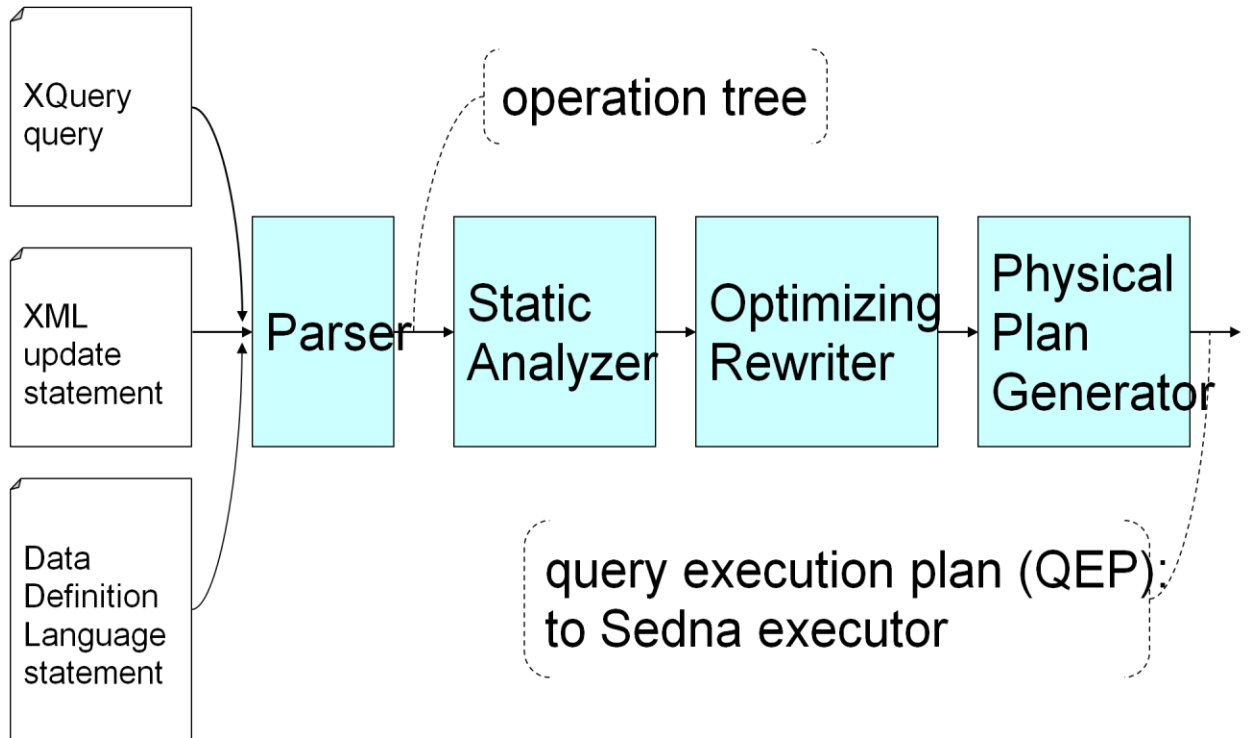 XQuery
query
operation tree
XML
update
statement
Parser
Static
Analyzer
Optimizing
Rewriter
Physical
Plan
Generator
Data
Definition
Language
statement
query execution plan (QEP):
to Sedna executor